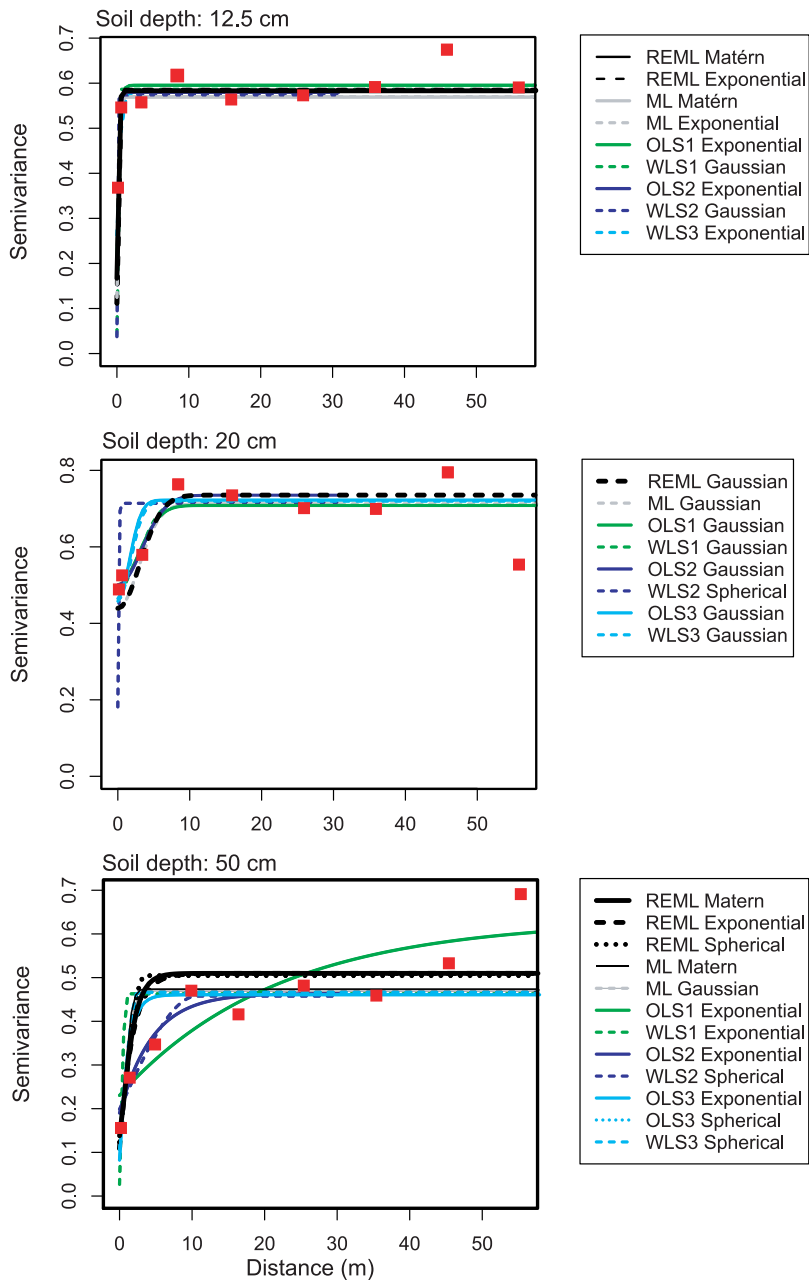 Soil depth: 12.5 cm
0.7
0.6
0.5
0.4
0.3
0.2
0.1
0.0
Semivariance
0 10 20 30 40 50
REML Matérn
REML Exponential
ML Matérn
ML Exponential
OLS1 Exponential
WLS1 Gaussian
OLS2 Exponential
WLS2 Gaussian
WLS3 Exponential
Soil depth: 20 cm
0.8
0.6
0.4
0.2
0.0
Semivariance
0 10 20 30 40 50
REML Gaussian
ML Gaussian
OLS1 Gaussian
WLS1 Gaussian
OLS2 Gaussian
WLS2 Spherical
OLS3 Gaussian
WLS3 Gaussian
Soil depth: 50 cm
0.7
0.6
0.5
0.4
0.3
0.2
0.1
0.0
Semivariance
0 10 20 30 40 50
Distance (m)
REML Matern
REML Exponential
REML Spherical
ML Matern
ML Gaussian
OLS1 Exponential
WLS1 Exponential
OLS2 Exponential
WLS2 Spherical
OLS3 Exponential
OLS3 Spherical
WLS3 Spherical